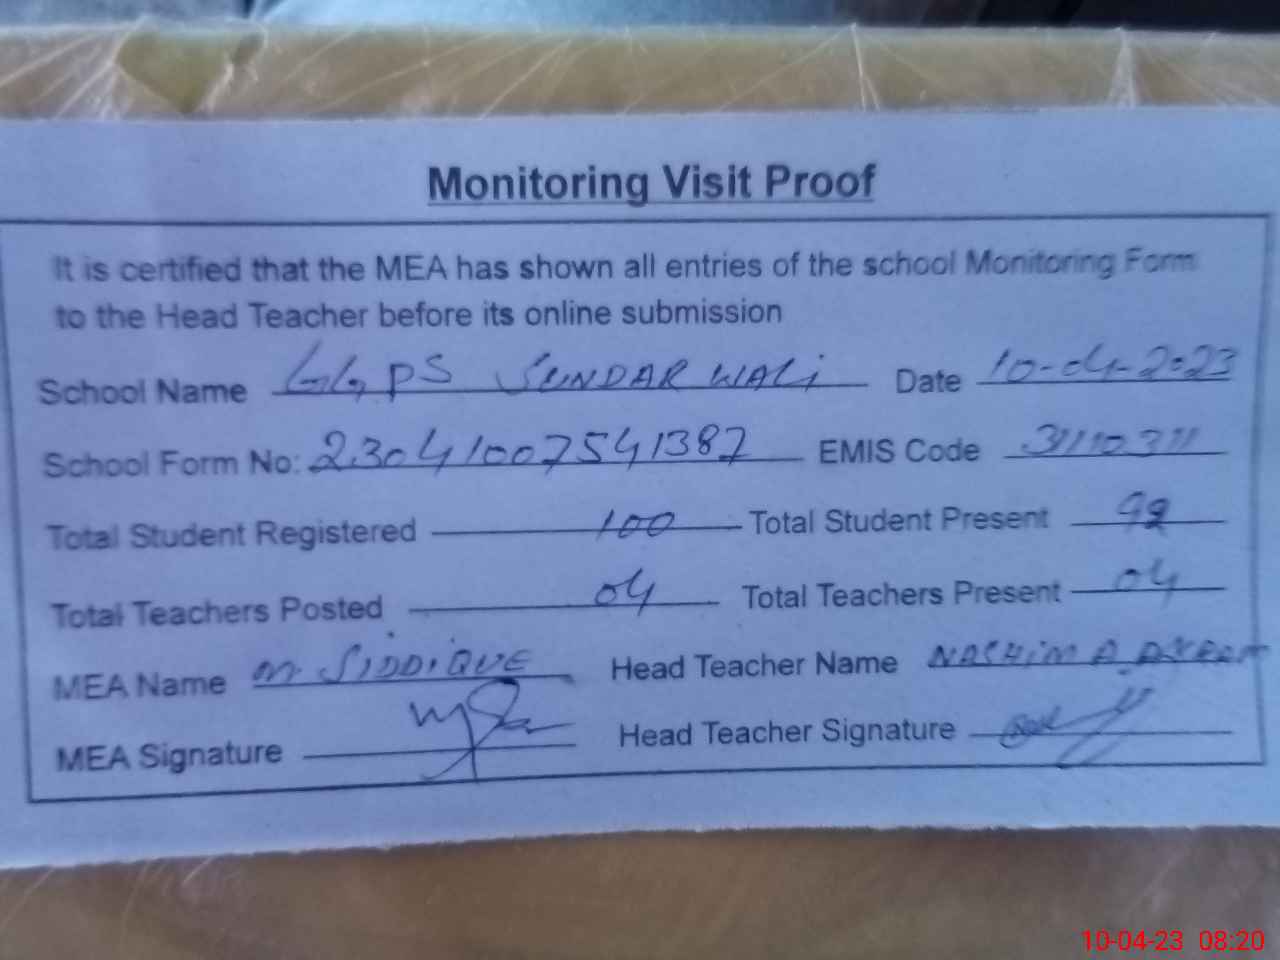 Monitoring Visit Proof
It is certified that the MEA has shown all entries of the school Monitoring Form
to the Head Teacher before its online submission
School Name GGPS SUNDAR WALI Date 10-04-2023
School Form No: 23041007541387 EMIS Code 31110311
Total Student Registered 100 Total Student Present 92
Total Teachers Posted 04 Total Teachers Present 04
MEA Name M. SIDDIQUE Head Teacher Name
MEA Signature Head Teacher Signature
10-04-23 08:20